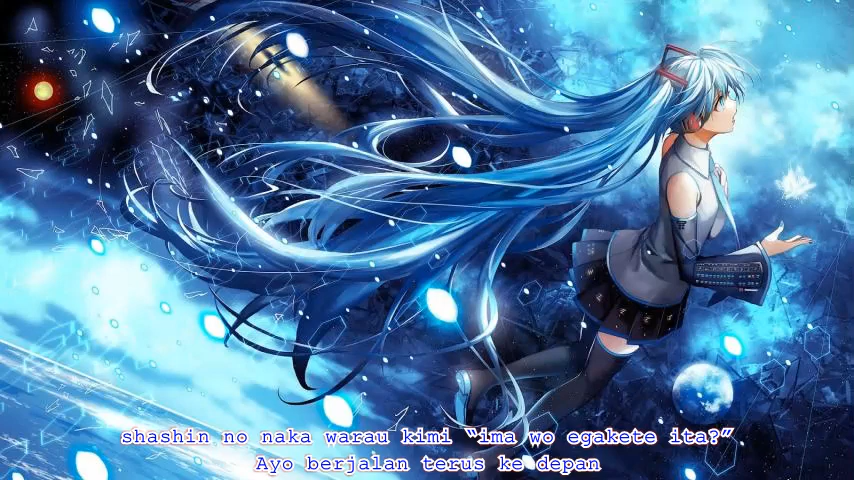 shashin no naka warau kimi “ima wo egakete ita?”
Ayo berjalan terus ke depan